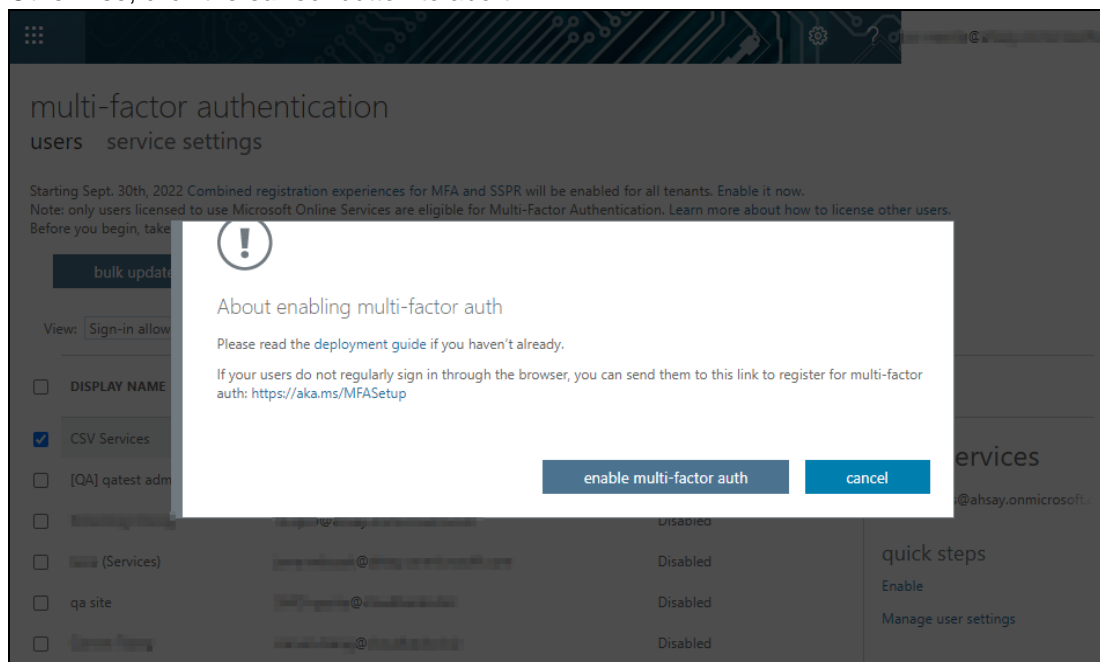 multi-factor authentication
users service settings
Starting Sept. 30th, 2022 Combined registration experiences for MFA and SSPR will be enabled for all tenants. Enable it now.
Note: only users licensed to use Microsoft Online Services are eligible for Multi-Factor Authentication. Learn more about how to license other users.
Before you begin, take
bulk update
About enabling multi-factor auth
Please read the deployment guide if you haven't already.
If your users do not regularly sign in through the browser, you can send them to this link to register for multi-factor
auth: https://aka.ms/MFASetup
enable multi-factor auth cancel
View: Sign-in allow
DISPLAY NAME
CSV Services
ervices
[QA] qatest adm
@ahsay.onmicrosoft.c
Disabled
quick steps
(Services) @ Disabled
Enable
qa site @ Disabled
Manage user settings
@ Disabled